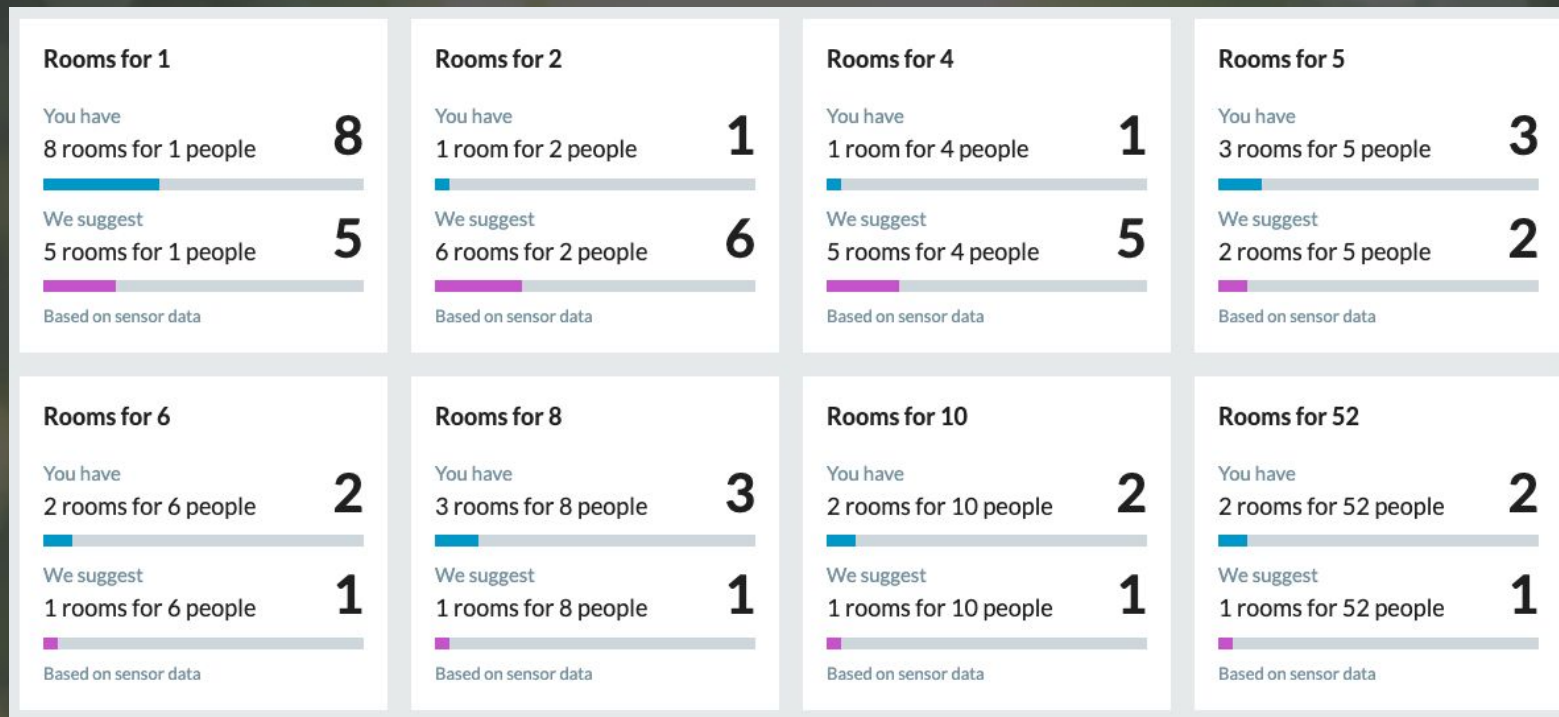 Rooms for 1
You have
8 rooms for 1 people
8
We suggest
5 rooms for 1 people
5
Based on sensor data
Rooms for 2
You have
1 room for 2 people
1
We suggest
6 rooms for 2 people
6
Based on sensor data
Rooms for 4
You have
1 room for 4 people
1
We suggest
5 rooms for 4 people
5
Based on sensor data
Rooms for 5
You have
3 rooms for 5 people
3
We suggest
2 rooms for 5 people
2
Based on sensor data
Rooms for 6
You have
2 rooms for 6 people
2
We suggest
1 rooms for 6 people
1
Based on sensor data
Rooms for 8
You have
3 rooms for 8 people
3
We suggest
1 rooms for 8 people
1
Based on sensor data
Rooms for 10
You have
2 rooms for 10 people
2
We suggest
1 rooms for 10 people
1
Based on sensor data
Rooms for 52
You have
2 rooms for 52 people
2
We suggest
1 rooms for 52 people
1
Based on sensor data